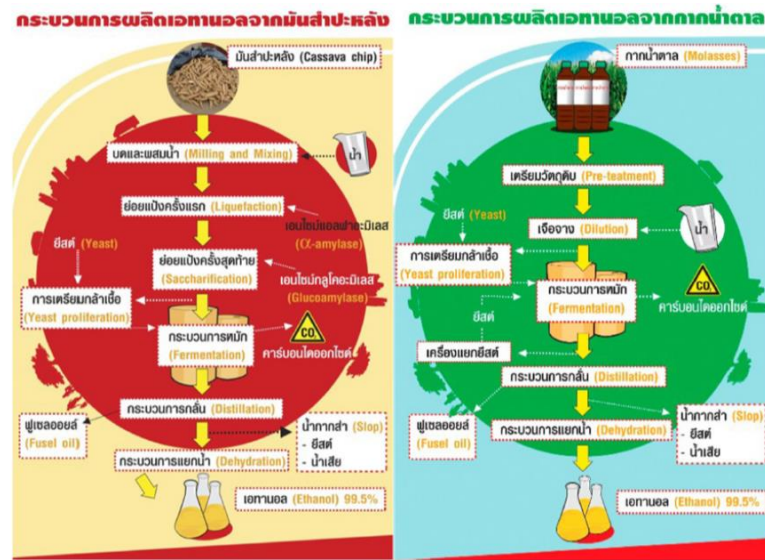 กระบวนการผลิตเอทานอลจากมันสำปะหลัง
มันสำปะหลัง (Cassava chip)
บดและผสมน้ำ (Milling and Mixing)
น้ำ
ย่อยแป้งครั้งแรก (Liquefaction)
เอนไซม์แอลฟาอะมิเลส
(α-amylase)
ยีสต์ (Yeast)
ย่อยแป้งครั้งสุดท้าย
(Saccharification)
เอนไซม์กลูโคอะมิเลส
(Glucoamylase)
การเตรียมกล้าเชื้อ
(Yeast proliferation)
กระบวนการหมัก
(Fermentation)
CO₂
คาร์บอนไดออกไซด์
กระบวนการกลั่น (Distillation)
ฟูเซลออยล์
(Fusel oil)
น้ำกากส่า (Slop)
- ยีสต์
- น้ำเสีย
กระบวนการแยกน้ำ (Dehydration)
เอทานอล (Ethanol) 99.5%
กระบวนการผลิตเอทานอลจากกากน้ำตาล
กากน้ำตาล (Molasses)
เตรียมวัตถุดิบ (Pre-teatment)
ยีสต์ (Yeast)
เจือจาง (Dilution)
น้ำ
การเตรียมกล้าเชื้อ
(Yeast proliferation)
กระบวนการหมัก
(Fermentation)
CO₂
คาร์บอนไดออกไซด์
ยีสต์
เครื่องแยกยีสต์
กระบวนการกลั่น (Distillation)
ฟูเซลออยล์
(Fusel oil)
น้ำกากส่า (Slop)
- ยีสต์
- น้ำเสีย
กระบวนการแยกน้ำ (Dehydration)
เอทานอล (Ethanol) 99.5%